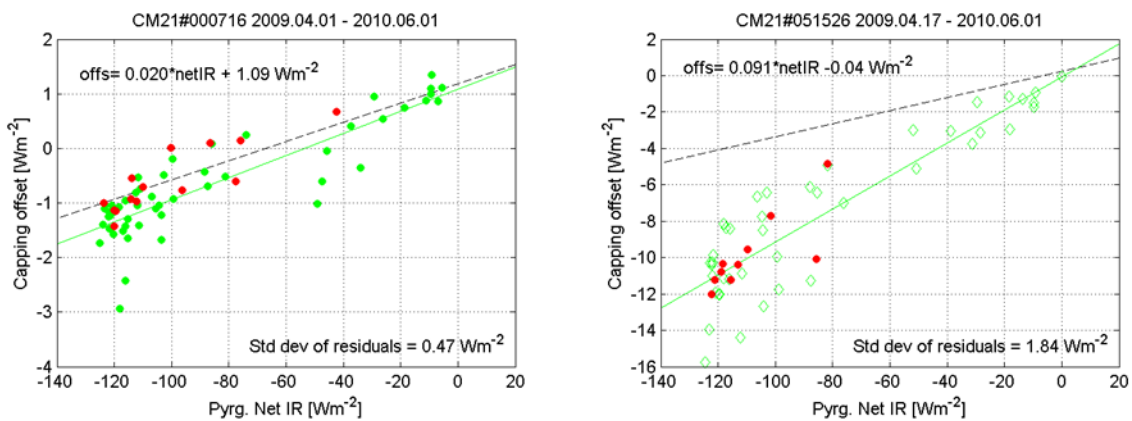 CM21#000716 2009.04.01 - 2010.06.01
offs= 0.020*netIR + 1.09 Wm-2
Std dev of residuals = 0.47 Wm-2
Capping offset [Wm-2]
2
1
0
-1
-2
-3
-4
-140 -120 -100 -80 -60 -40 -20 0 20
Pyrg. Net IR [Wm-2]
CM21#051526 2009.04.17 - 2010.06.01
offs= 0.091*netIR -0.04 Wm-2
Std dev of residuals = 1.84 Wm-2
Capping offset [Wm-2]
2
0
-2
-4
-6
-8
-10
-12
-14
-16
-140 -120 -100 -80 -60 -40 -20 0 20
Pyrg. Net IR [Wm-2]